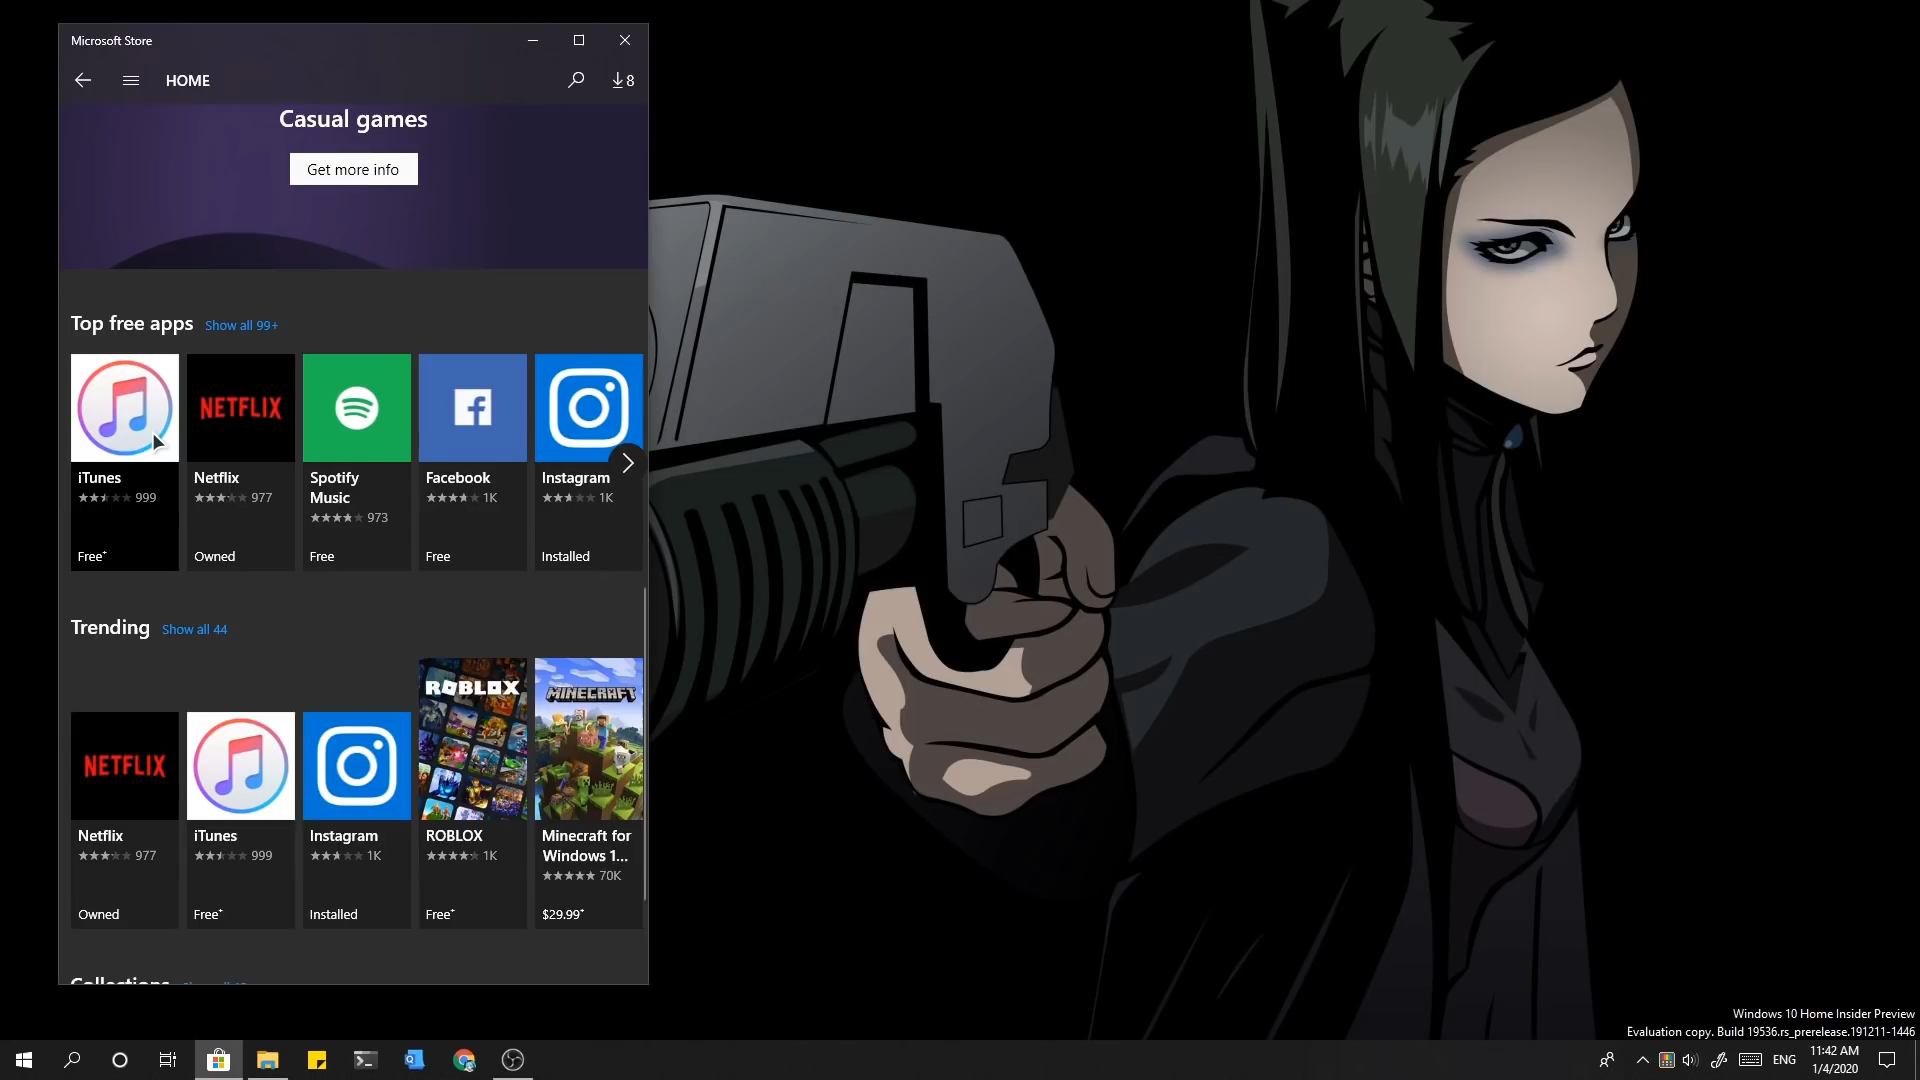 Microsoft Store
HOME
8
Casual games
Get more info
Top free apps Show all 99+
NETFLIX
iTunes
999
Free+
Netflix
977
Owned
Spotify
Music
973
Free
Facebook
1K
Free
Instagram
1K
Installed
Trending Show all 44
NETFLIX
ROBLOX
MINECRAFT
Netflix
977
Owned
iTunes
999
Free+
Instagram
1K
Installed
ROBLOX
1K
Free+
Minecraft for
Windows 1...
70K
$29.99+
Collections
Windows 10 Home Insider Preview
Evaluation copy. Build 19536.rs_prerelease.191211-1446
ENG
11:42 AM
1/4/2020